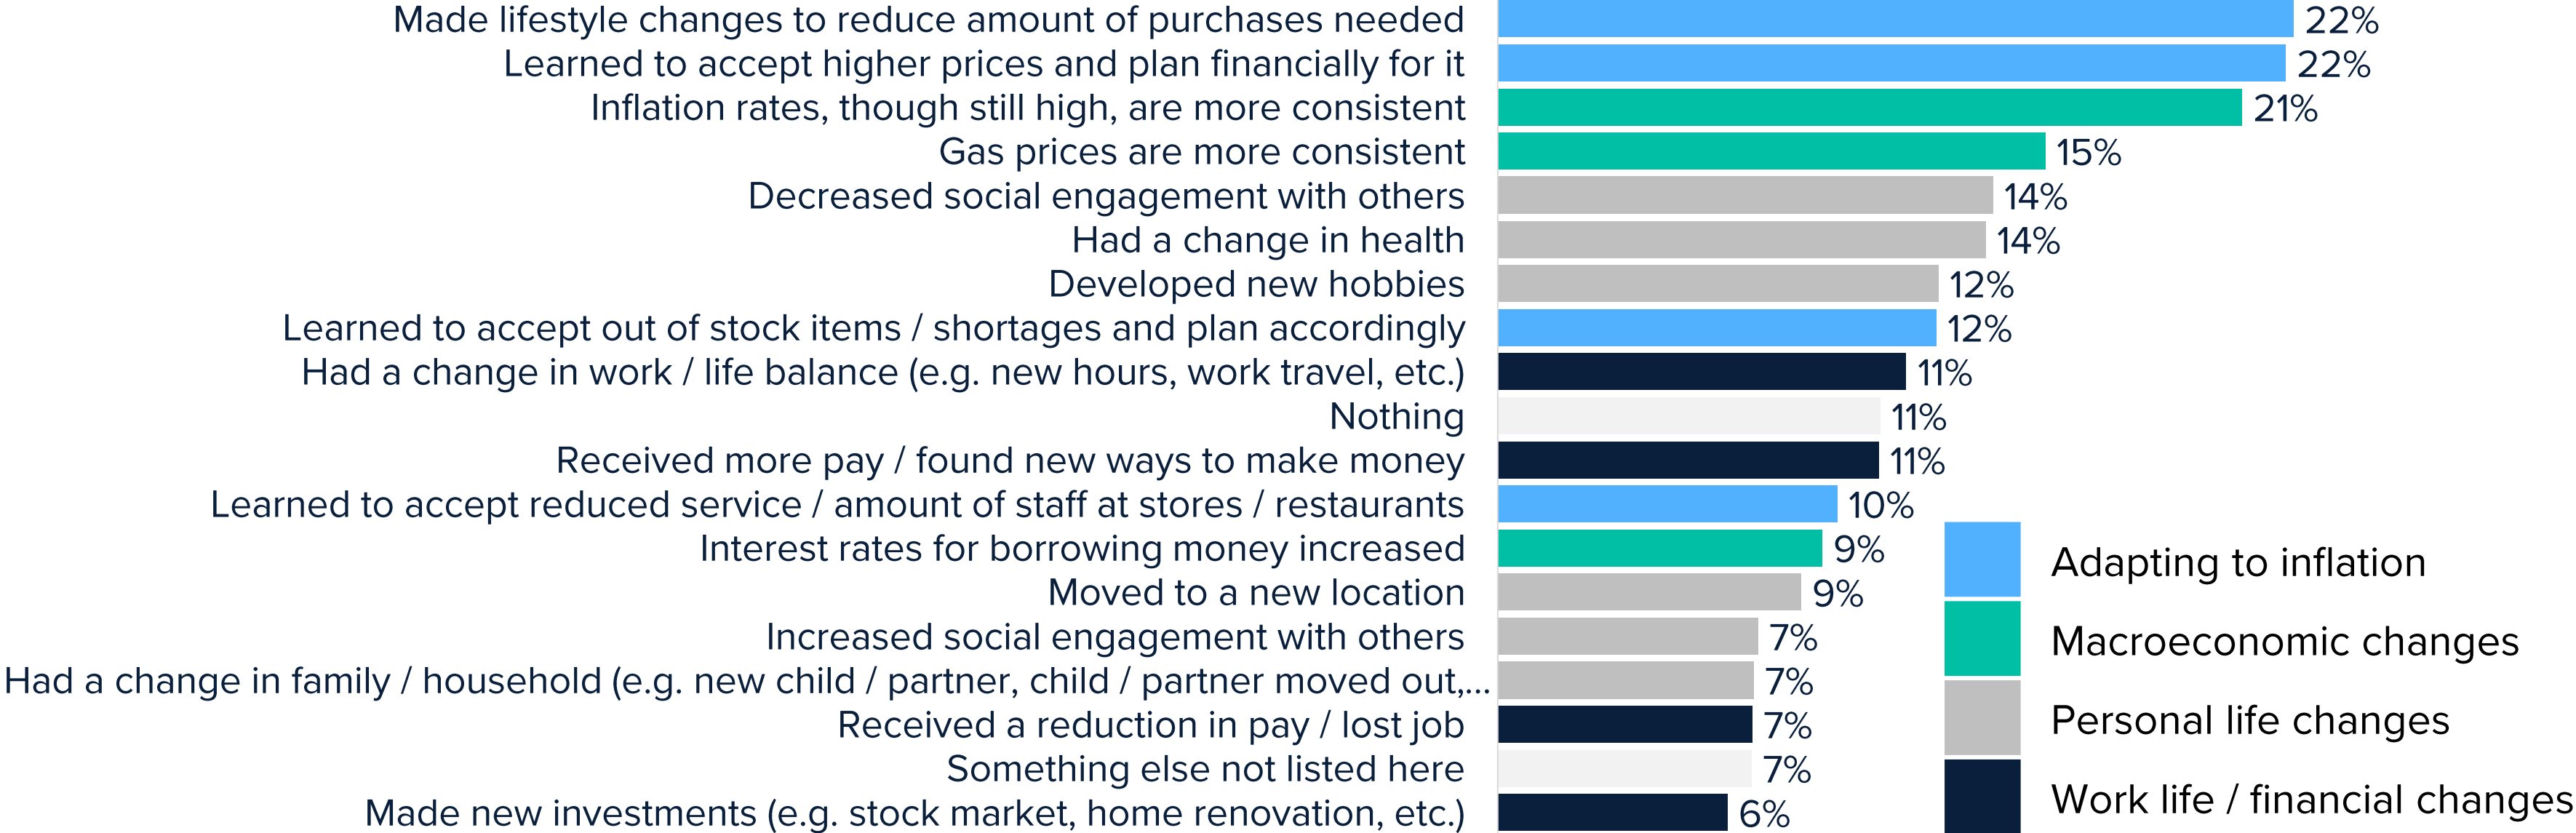 Made lifestyle changes to reduce amount of purchases needed 22%
Learned to accept higher prices and plan financially for it 22%
Inflation rates, though still high, are more consistent 21%
Gas prices are more consistent 15%
Decreased social engagement with others 14%
Had a change in health 14%
Developed new hobbies 12%
Learned to accept out of stock items / shortages and plan accordingly 12%
Had a change in work / life balance (e.g. new hours, work travel, etc.) 11%
Nothing 11%
Received more pay / found new ways to make money 11%
Learned to accept reduced service / amount of staff at stores / restaurants 10%
Interest rates for borrowing money increased 9%
Moved to a new location 9%
Increased social engagement with others 7%
Had a change in family / household (e.g. new child / partner, child / partner moved out,... 7%
Received a reduction in pay / lost job 7%
Something else not listed here 7%
Made new investments (e.g. stock market, home renovation, etc.) 6%
Adapting to inflation
Macroeconomic changes
Personal life changes
Work life / financial changes